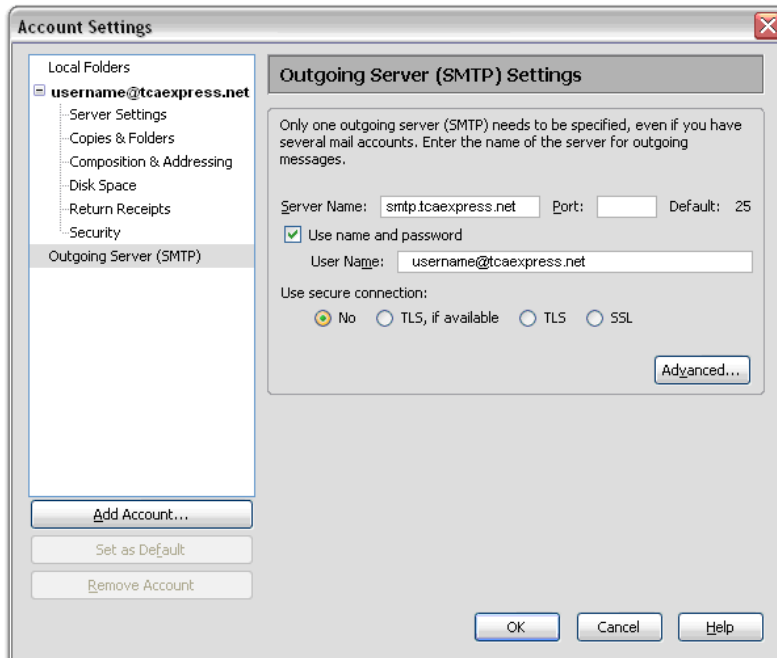 Account Settings
Local Folders
username@tcaexpress.net
Server Settings
Copies & Folders
Composition & Addressing
Disk Space
Return Receipts
Security
Outgoing Server (SMTP)
Add Account...
Set as Default
Remove Account
Outgoing Server (SMTP) Settings
Only one outgoing server (SMTP) needs to be specified, even if you have
several mail accounts. Enter the name of the server for outgoing
messages.
Server Name: smtp.tcaexpress.net Port: Default: 25
Use name and password
User Name: username@tcaexpress.net
Use secure connection:
No TLS, if available TLS SSL
Advanced...
OK Cancel Help